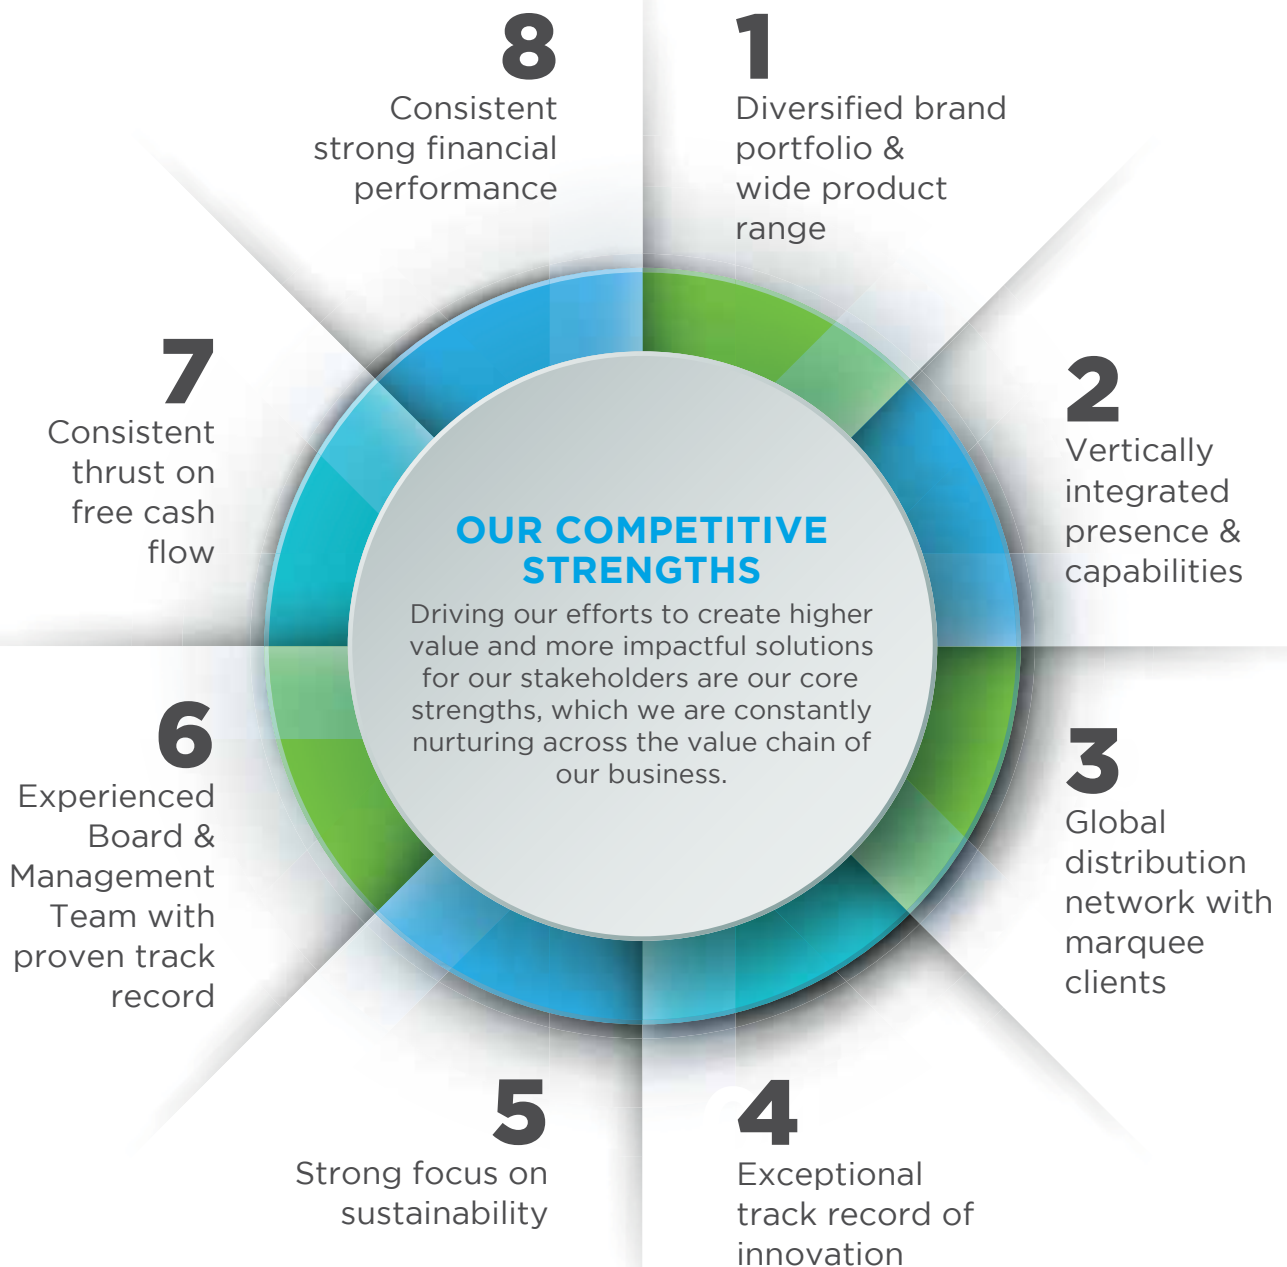 OUR COMPETITIVE
STRENGTHS
Driving our efforts to create higher
value and more impactful solutions
for our stakeholders are our core
strengths, which we are constantly
nurturing across the value chain of
our business.
1
Diversified brand
portfolio &
wide product
range
2
Vertically
integrated
presence &
capabilities
3
Global
distribution
network with
marquee
clients
4
Exceptional
track record of
innovation
5
Strong focus on
sustainability
6
Experienced
Board &
Management
Team with
proven track
record
7
Consistent
thrust on
free cash
flow
8
Consistent
strong financial
performance